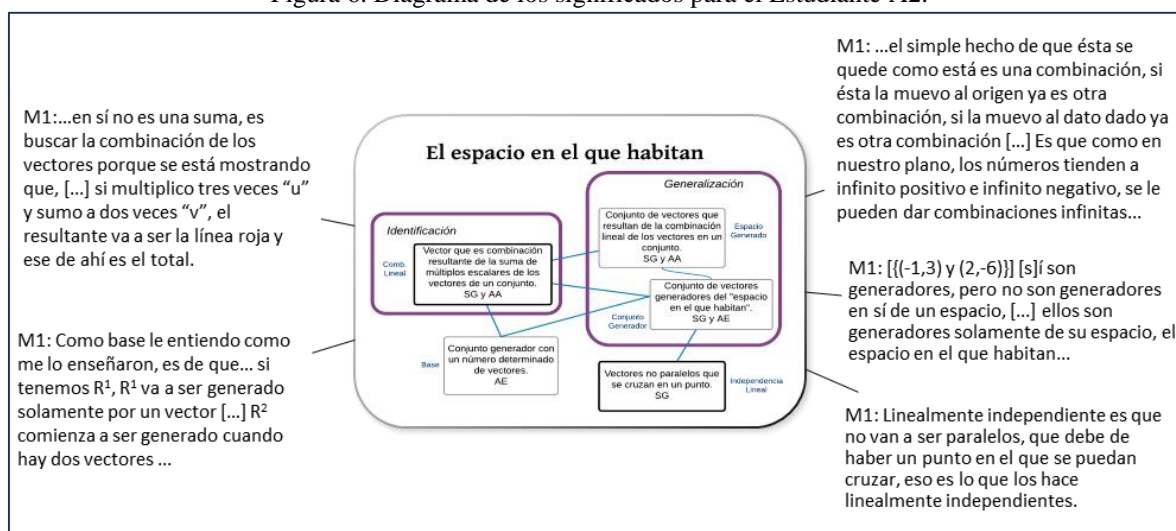 Figura 6. Diagrama de los significados para el Estudiante A2.
M1:...en sí no es una suma, es
buscar la combinación de los
vectores porque se está mostrando
que, [...] si multiplico tres veces “u”
y sumo a dos veces “v”, el
resultante va a ser la línea roja y
ese de ahí es el total.
M1: Como base le entiendo como
me lo enseñaron, es de que... si
tenemos R¹, R¹ va a ser generado
solamente por un vector [...] R²
comienza a ser generado cuando
hay dos vectores ...
El espacio en el que habitan
Identificación
Comb.
Lineal
Vector que es combinación
resultante de la suma de
múltiplos escalares de los
vectores de un conjunto.
SG y AA
Generalización
Conjunto de vectores que
resultan de la combinación
lineal de los vectores en un
conjunto.
SG y AA
Espacio
Generado
Conjunto de vectores
generadores del "espacio
en el que habitan".
SG y AE
Conjunto
Generador
Base
Conjunto generador con
un número determinado
de vectores.
AE
Vectores no paralelos que
se cruzan en un punto.
SG
Independencia
Lineal
M1: ...el simple hecho de que ésta se
quede como está es una combinación, si
ésta la muevo al origen ya es otra
combinación, si la muevo al dato dado ya
es otra combinación [...] Es que como en
nuestro plano, los números tienden a
infinito positivo e infinito negativo, se le
pueden dar combinaciones infinitas...
M1: [{(-1,3) y (2,-6)}] [s]í son
generadores, pero no son generadores
en sí de un espacio, [...] ellos son
generadores solamente de su espacio, el
espacio en el que habitan...
M1: Linealmente independiente es que
no van a ser paralelos, que debe de
haber un punto en el que se puedan
cruzar, eso es lo que los hace
linealmente independientes.